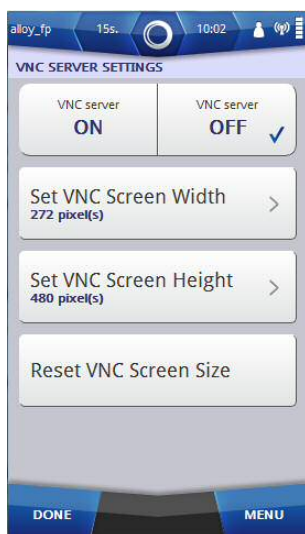 alloy_fp 15s. 10:02
VNC SERVER SETTINGS
VNC server
ON
VNC server
OFF
Set VNC Screen Width
272 pixel(s)
Set VNC Screen Height
480 pixel(s)
Reset VNC Screen Size
DONE MENU